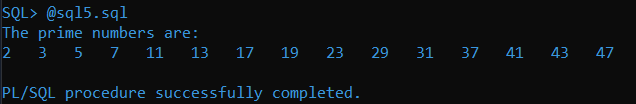 SQL> @sql5.sql
The prime numbers are:
2 3 5 7 11 13 17 19 23 29 31 37 41 43 47
PL/SQL procedure successfully completed.